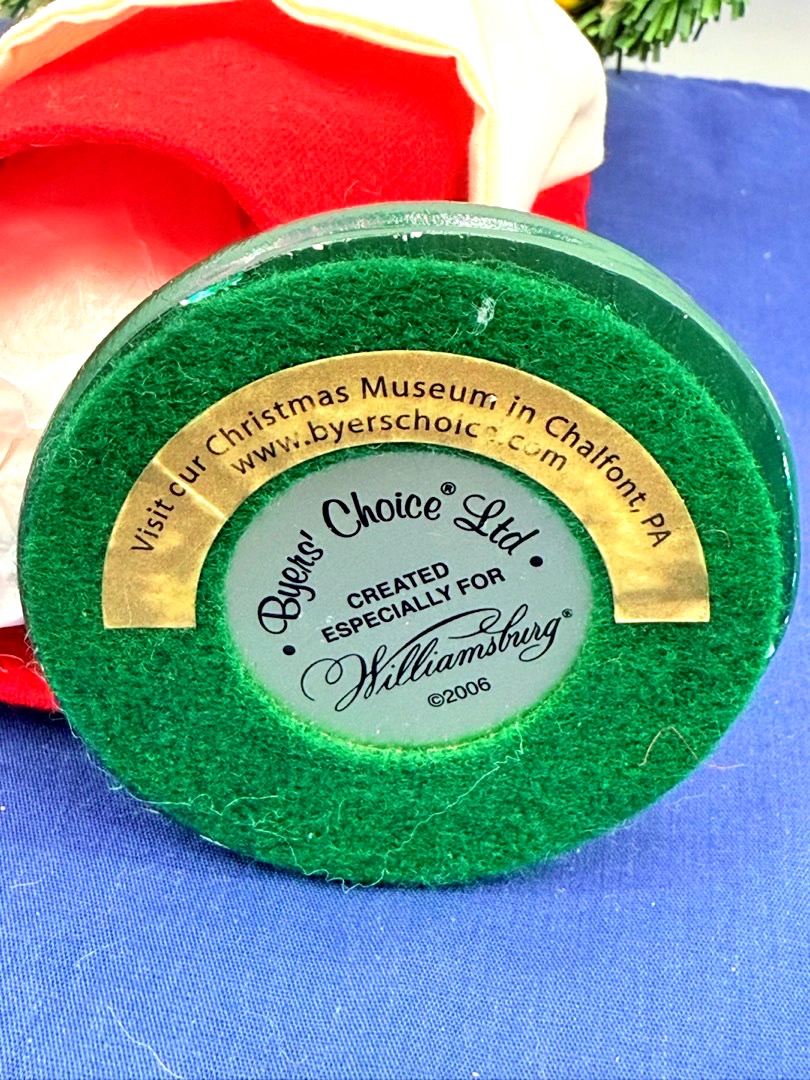 Visit our Christmas Museum in Chalfont, PA
www.byerschoice.com
• Byers' Choice® Ltd •
CREATED
ESPECIALLY FOR
Williamsburg®
©2006